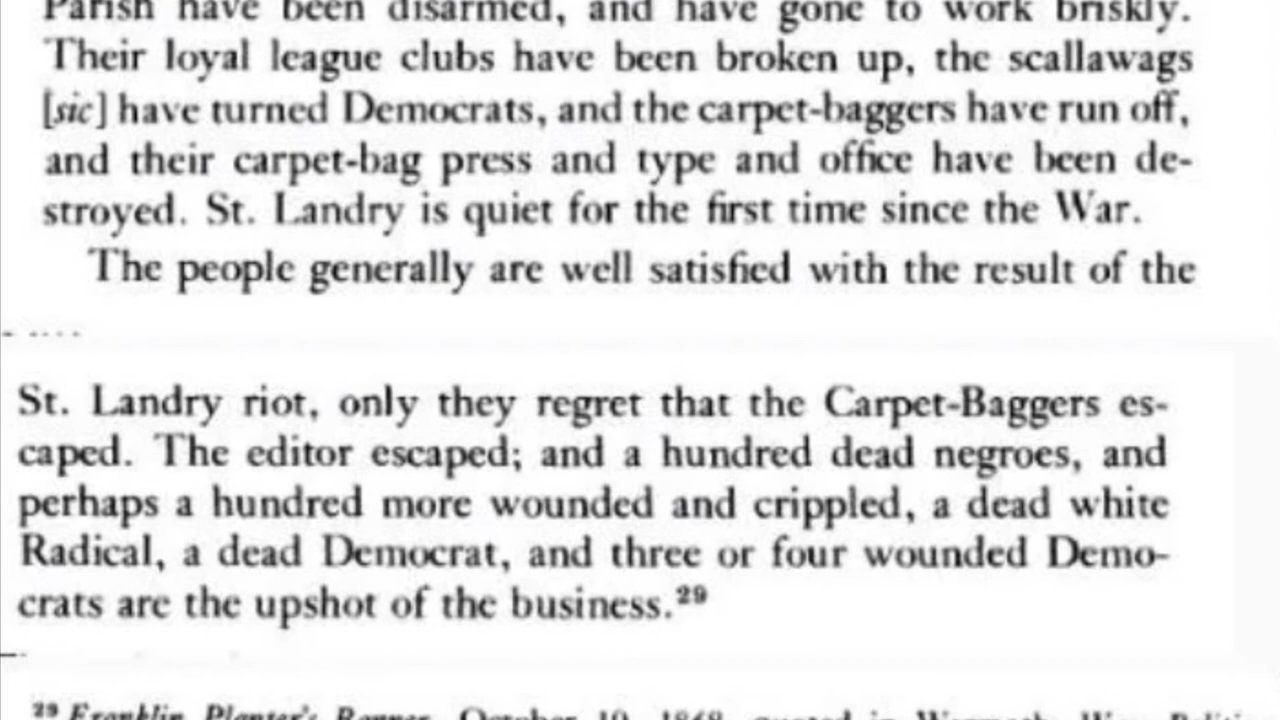 Parish have been disarmed, and have gone to work briskly.
Their loyal league clubs have been broken up, the scallawags
[sic] have turned Democrats, and the carpet-baggers have run off,
and their carpet-bag press and type and office have been de-
stroyed. St. Landry is quiet for the first time since the War.
The people generally are well satisfied with the result of the
St. Landry riot, only they regret that the Carpet-Baggers es-
caped. The editor escaped; and a hundred dead negroes, and
perhaps a hundred more wounded and crippled, a dead white
Radical, a dead Democrat, and three or four wounded Demo-
crats are the upshot of the business.²⁹
²⁹ Franklin Planter's Banner, October 10, 1868, quoted in Warmoth, War, Politics